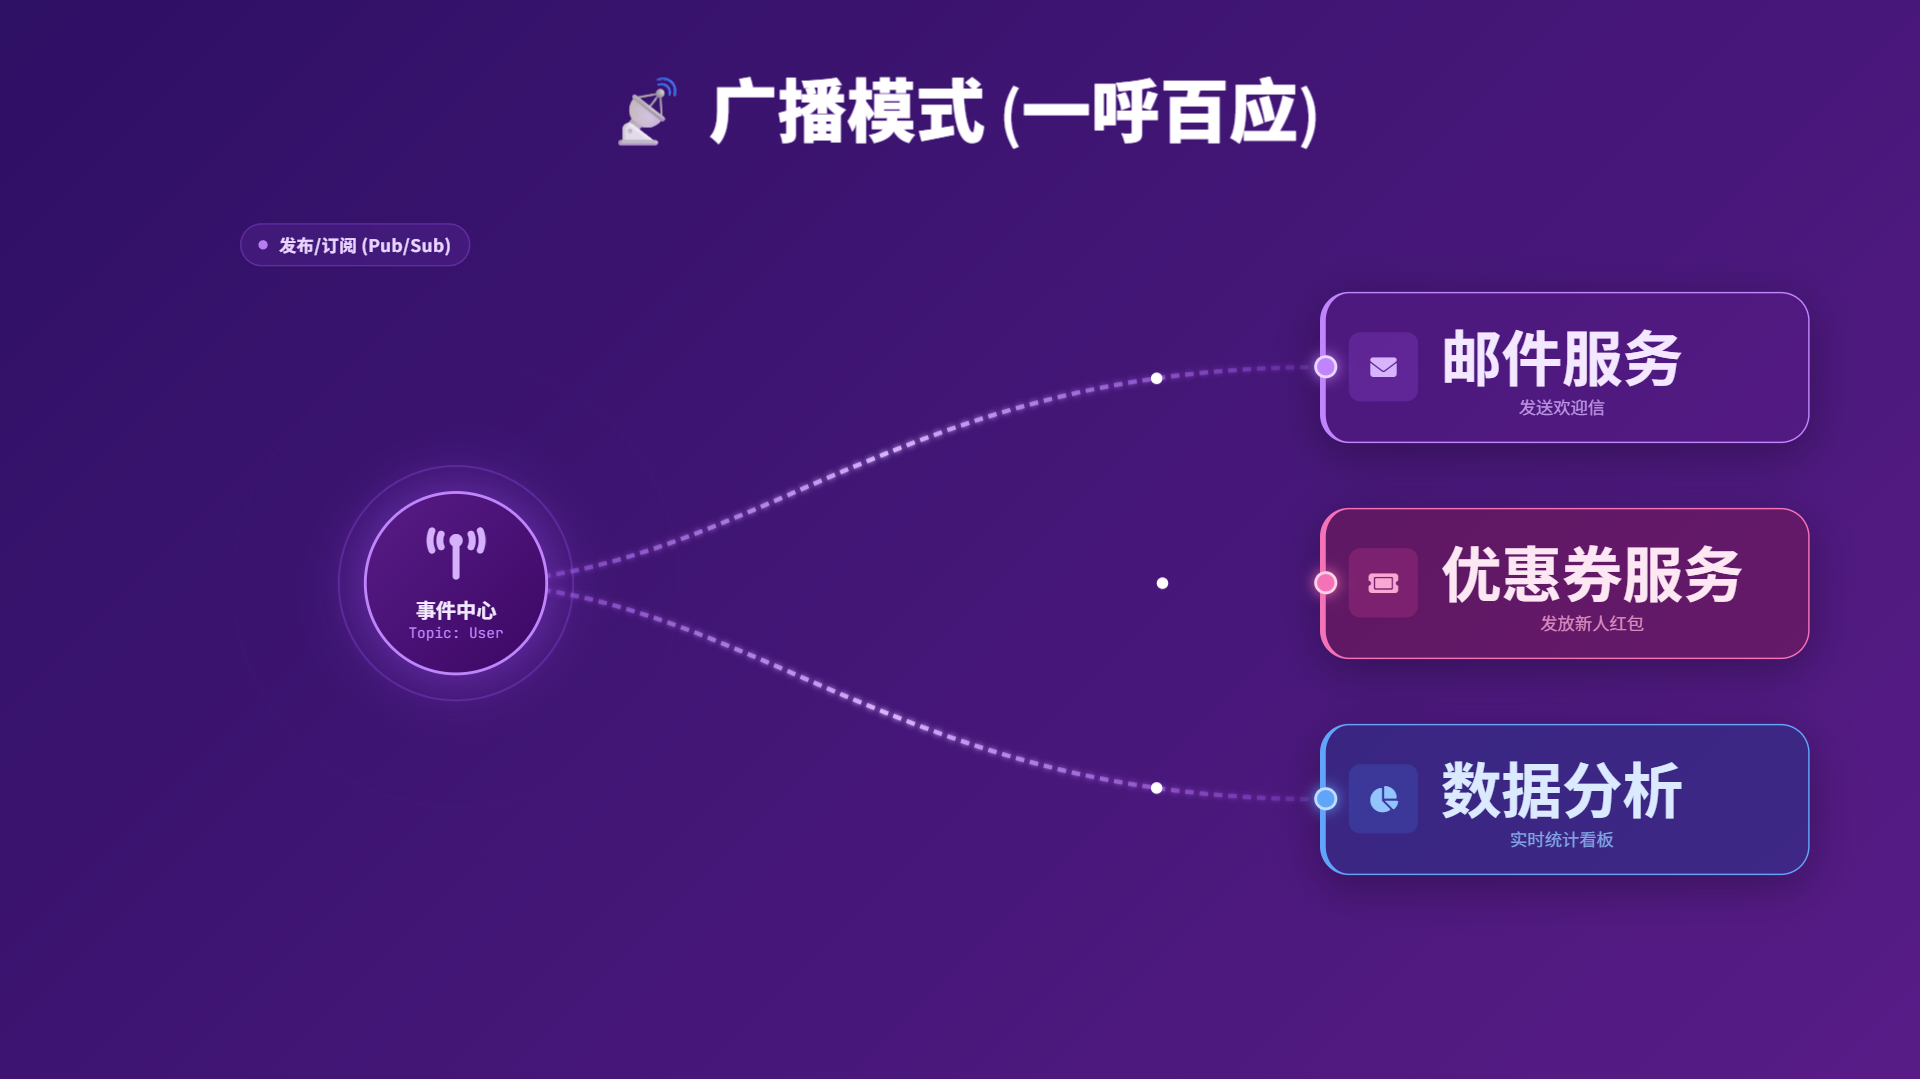 📡 广播模式 (一呼百应)
发布/订阅 (Pub/Sub)
事件中心
Topic: User
邮件服务
发送欢迎信
优惠券服务
发放新人红包
数据分析
实时统计看板